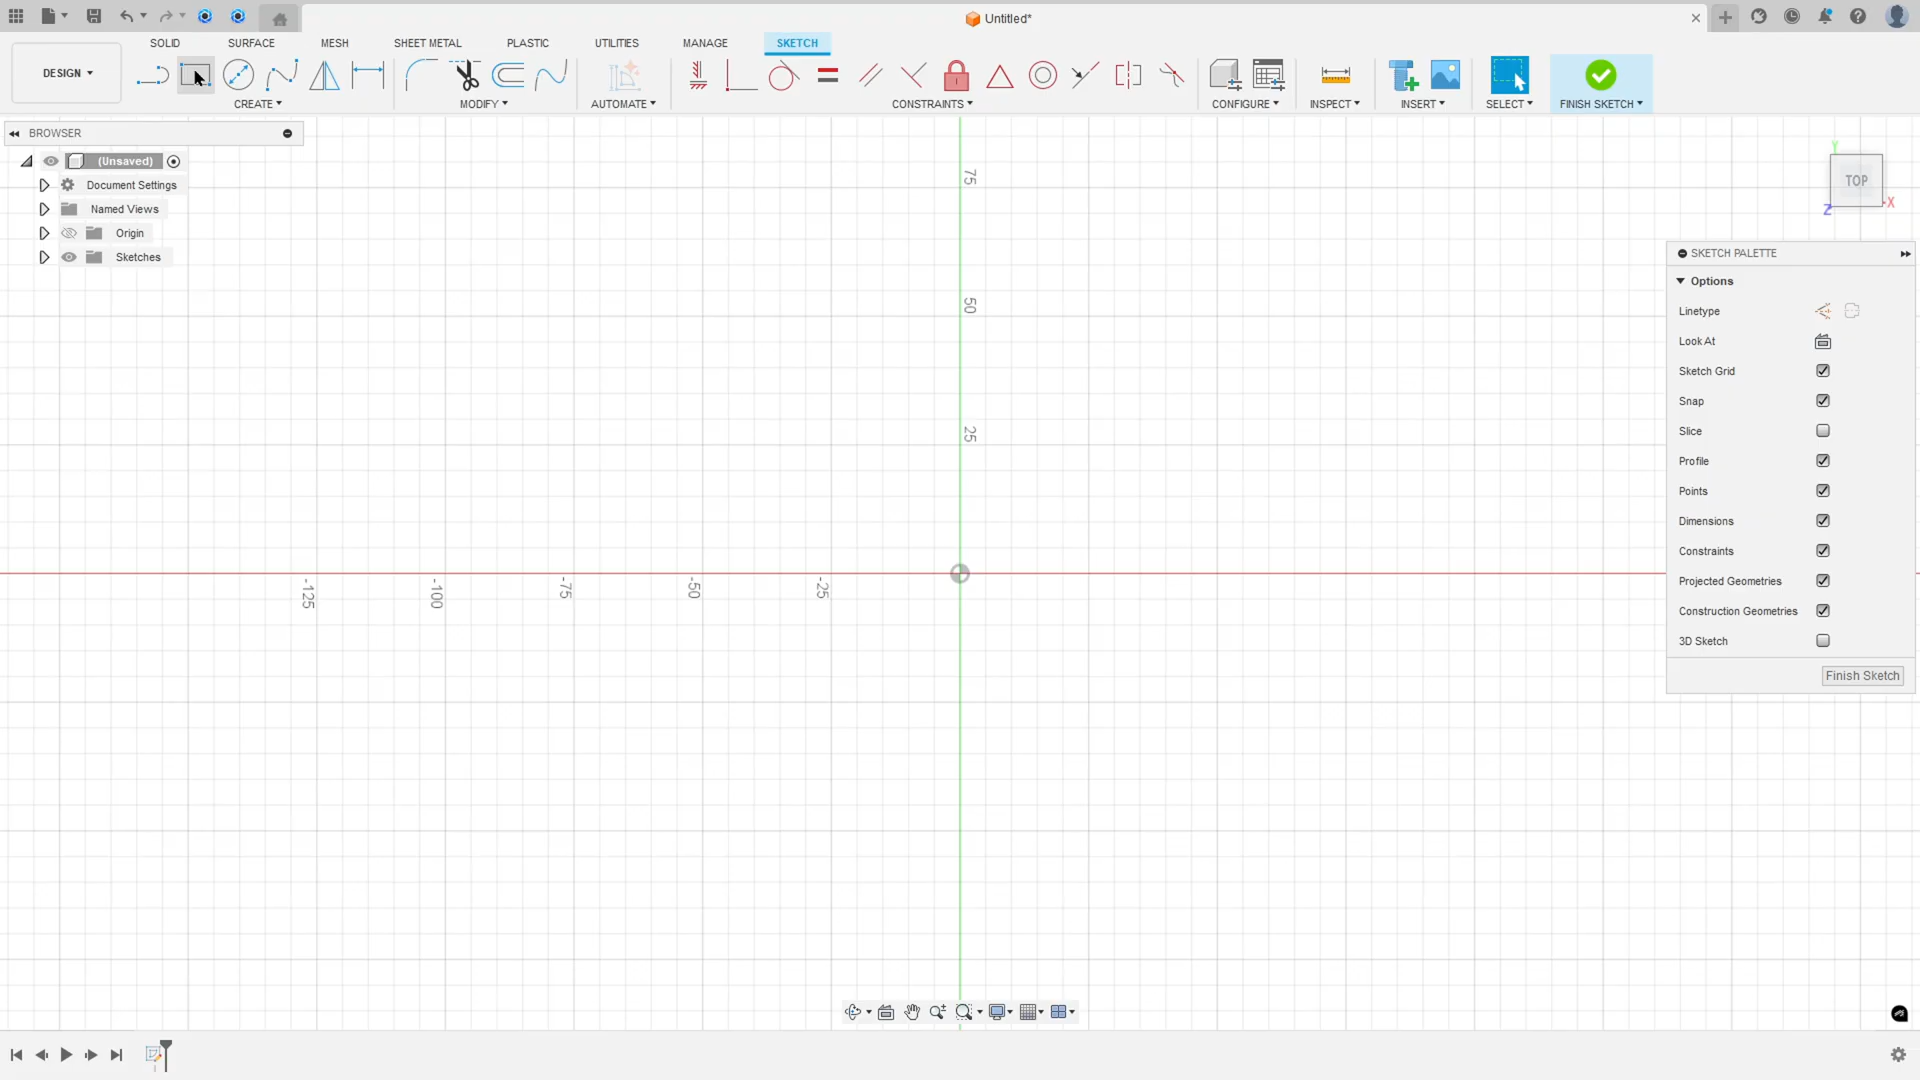 Untitled*
SOLID
SURFACE
MESH
SHEET METAL
PLASTIC
UTILITIES
MANAGE
SKETCH
DESIGN
CREATE
MODIFY
AUTOMATE
CONSTRAINTS
CONFIGURE
INSPECT
INSERT
SELECT
FINISH SKETCH
BROWSER
(Unsaved)
Document Settings
Named Views
Origin
Sketches
75
50
25
-125
-100
-75
-50
-25
Y
TOP
X
Z
SKETCH PALETTE
Options
Linetype
Look At
Sketch Grid
Snap
Slice
Profile
Points
Dimensions
Constraints
Projected Geometries
Construction Geometries
3D Sketch
Finish Sketch